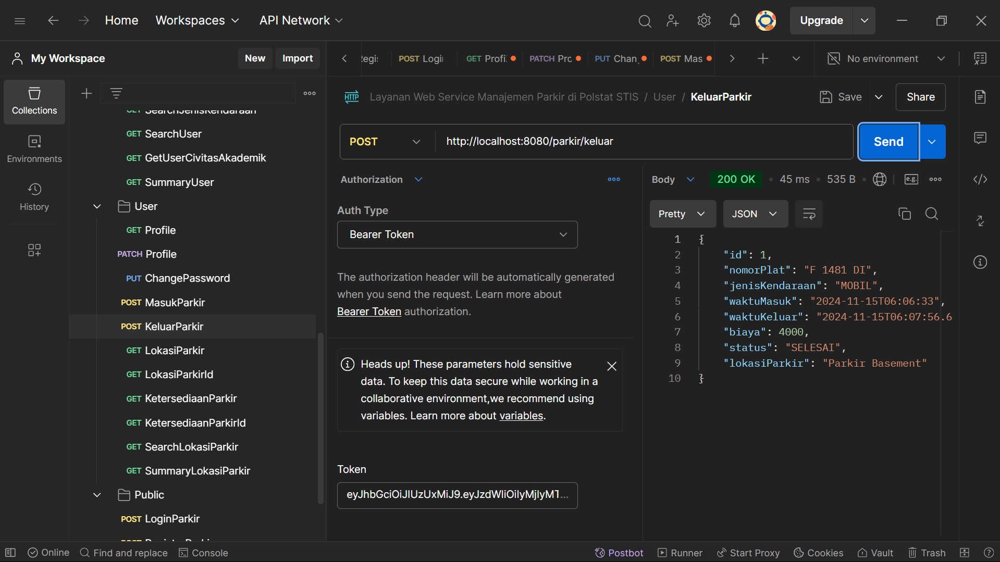 Home
Workspaces
API Network
Upgrade
My Workspace
New
Import
POST Login
GET Profil
PATCH Pro
PUT Chan
POST Mas
No environment
Collections
Environments
History
SearchJenisKendaraan
GET SearchUser
GET GetUserCivitasAkademik
GET SummaryUser
User
GET Profile
PATCH Profile
PUT ChangePassword
POST MasukParkir
POST KeluarParkir
GET LokasiParkir
GET LokasiParkirId
GET KetersediaanParkir
GET KetersediaanParkirId
GET SearchLokasiParkir
GET SummaryLokasiParkir
Public
POST LoginParkir
HTTP Layanan Web Service Manajemen Parkir di Polstat STIS / User / KeluarParkir
Save
Share
POST
http://localhost:8080/parkir/keluar
Send
Authorization
Auth Type
Bearer Token
The authorization header will be automatically generated
when you send the request. Learn more about
Bearer Token authorization.
Heads up! These parameters hold sensitive
data. To keep this data secure while working in a
collaborative environment,we recommend using
variables. Learn more about variables.
Token
eyJhbGciOiJIUzUxMiJ9.eyJzdWIiOiIyMjIyMT...
Body
200 OK
45 ms
535 B
e.g.
Pretty
JSON
1 {
2 "id": 1,
3 "nomorPlat": "F 1481 DI",
4 "jenisKendaraan": "MOBIL",
5 "waktuMasuk": "2024-11-15T06:06:33",
6 "waktuKeluar": "2024-11-15T06:07:56.6
7 "biaya": 4000,
8 "status": "SELESAI",
9 "lokasiParkir": "Parkir Basement"
10 }
Online
Find and replace
Console
Postbot
Runner
Start Proxy
Cookies
Vault
Trash